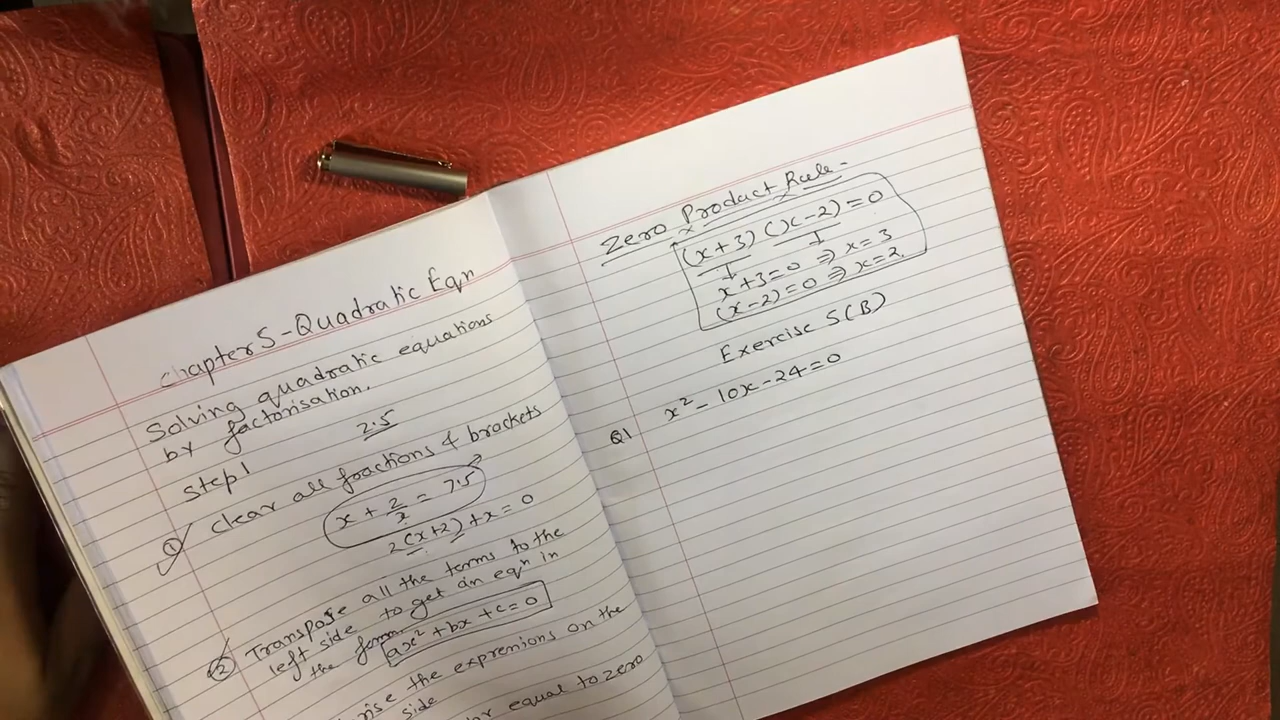 Chapter 5 - Quadratic Eqn
Solving quadratic equations
by factorisation.
2.5
Step 1
① Clear all fractions & brackets
x + 2/x = 7.5
2(x+2) + x = 0
② Transpose all the terms to the
left side to get an eqn in
the form
ax² + bx + c = 0
the expressions on the
side
equal to zero
Zero Product Rule -
(x+3) (x-2) = 0
x+3=0 ⇒ x=3
(x-2)=0 ⇒ x=2
Exercise 5(B)
Q1 x² - 10x - 24 = 0